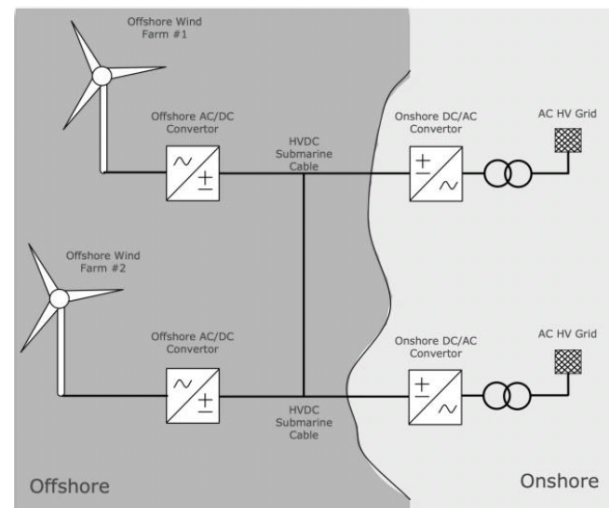 Offshore Wind
Farm #1
Offshore AC/DC
Convertor
HVDC
Submarine
Cable
Onshore DC/AC
Convertor
AC HV Grid
Offshore Wind
Farm #2
Offshore AC/DC
Convertor
HVDC
Submarine
Cable
Onshore DC/AC
Convertor
AC HV Grid
Offshore
Onshore